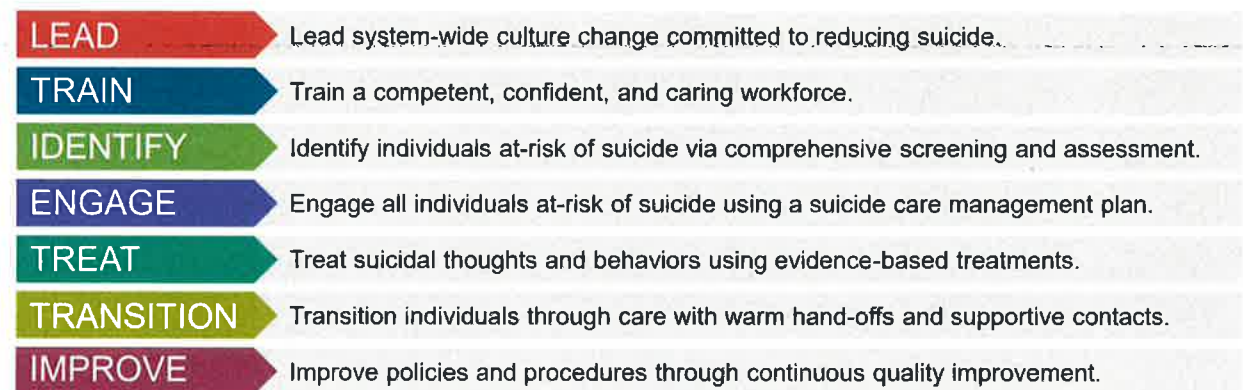 LEAD Lead system-wide culture change committed to reducing suicide.
TRAIN Train a competent, confident, and caring workforce.
IDENTIFY Identify individuals at-risk of suicide via comprehensive screening and assessment.
ENGAGE Engage all individuals at-risk of suicide using a suicide care management plan.
TREAT Treat suicidal thoughts and behaviors using evidence-based treatments.
TRANSITION Transition individuals through care with warm hand-offs and supportive contacts.
IMPROVE Improve policies and procedures through continuous quality improvement.